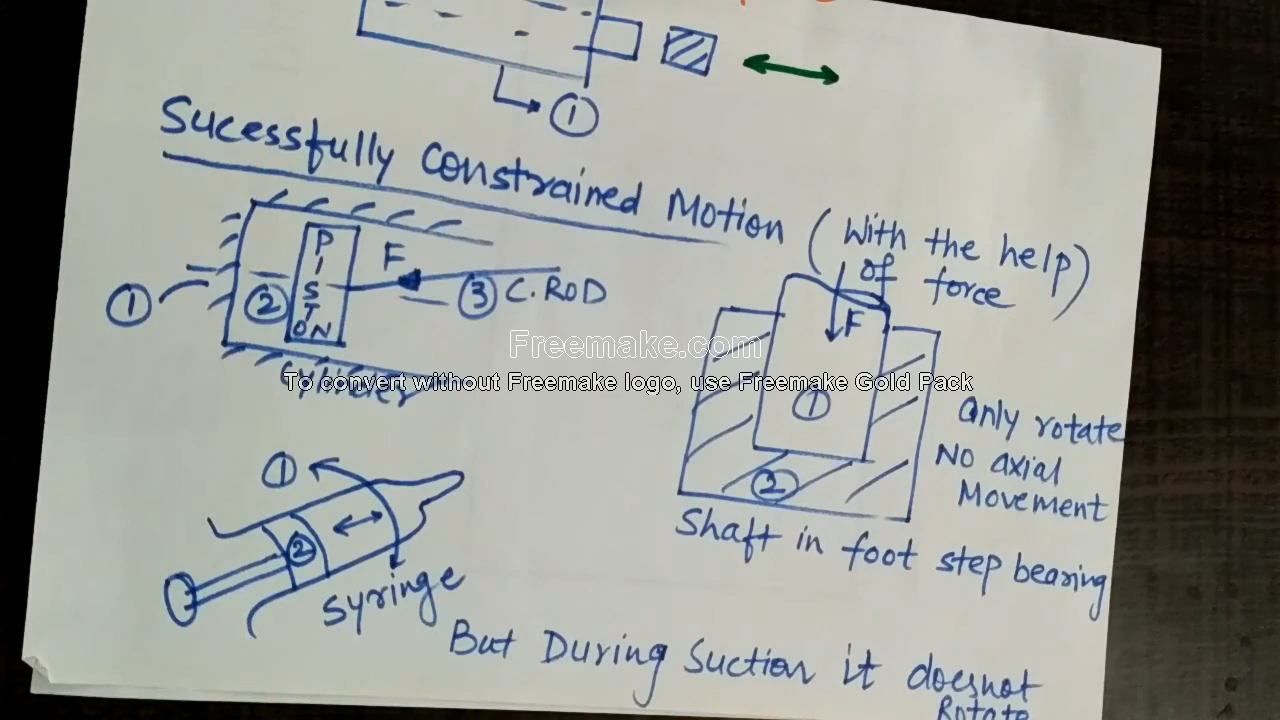 ①
Sucessfully Constrained Motion (With the help
of force)
PISTON
F
①
②
③ C.ROD
Cylinder
F
①
②
Only rotate
No axial
Movement
Shaft in foot step bearing
①
②
Syringe
But During Suction it doesnot
Rotate
Freemake.com
To convert without Freemake logo, use Freemake Gold Pack